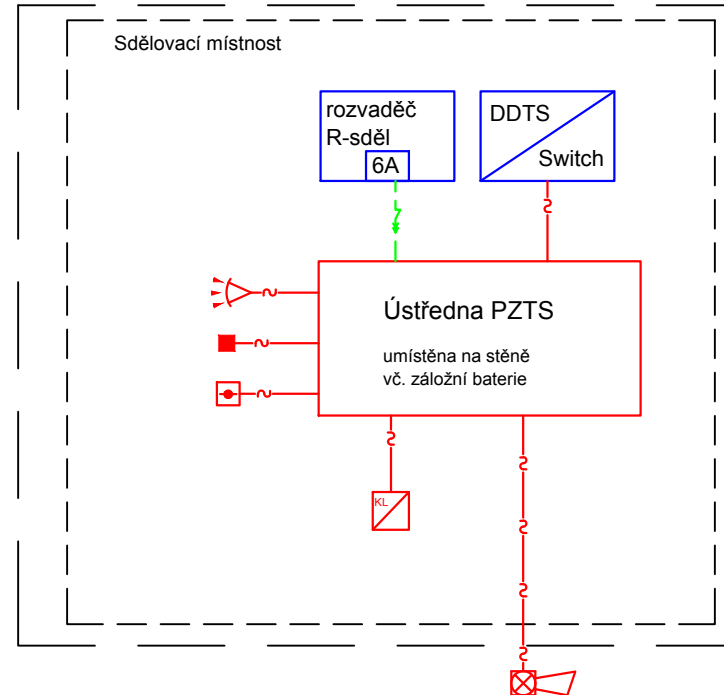 Sdělovací místnost
rozvaděč
R-sděl
6A
DDTS
Switch
Ústředna PZTS
umístěna na stěně
vč. záložní baterie
KL